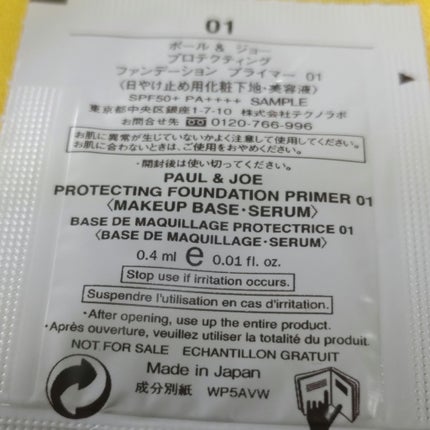 01
ポール & ジョー
プロテクティング
ファンデーション プライマー 01
〈日やけ止め用化粧下地・美容液〉
SPF50+ PA++++ SAMPLE
東京都中央区銀座1-7-10 株式会社テクノラボ
お問合せ先 0120-766-996
お肌に異常が生じていないかよく注意して使用してください。
お肌に合わないときは、ご使用をおやめください。
・開封後は使い切ってください。
PAUL & JOE
PROTECTING FOUNDATION PRIMER 01
〈MAKEUP BASE・SERUM〉
BASE DE MAQUILLAGE PROTECTRICE 01
〈BASE DE MAQUILLAGE・SERUM〉
0.4 ml e 0.01 fl. oz.
Stop use if irritation occurs.
Suspendre l'utilisation en cas d'irritation.
・After opening, use up the entire product.
・Après ouverture, veuillez utiliser la totalité du produit.
NOT FOR SALE ECHANTILLON GRATUIT
Made in Japan
成分別紙 WP5AVW